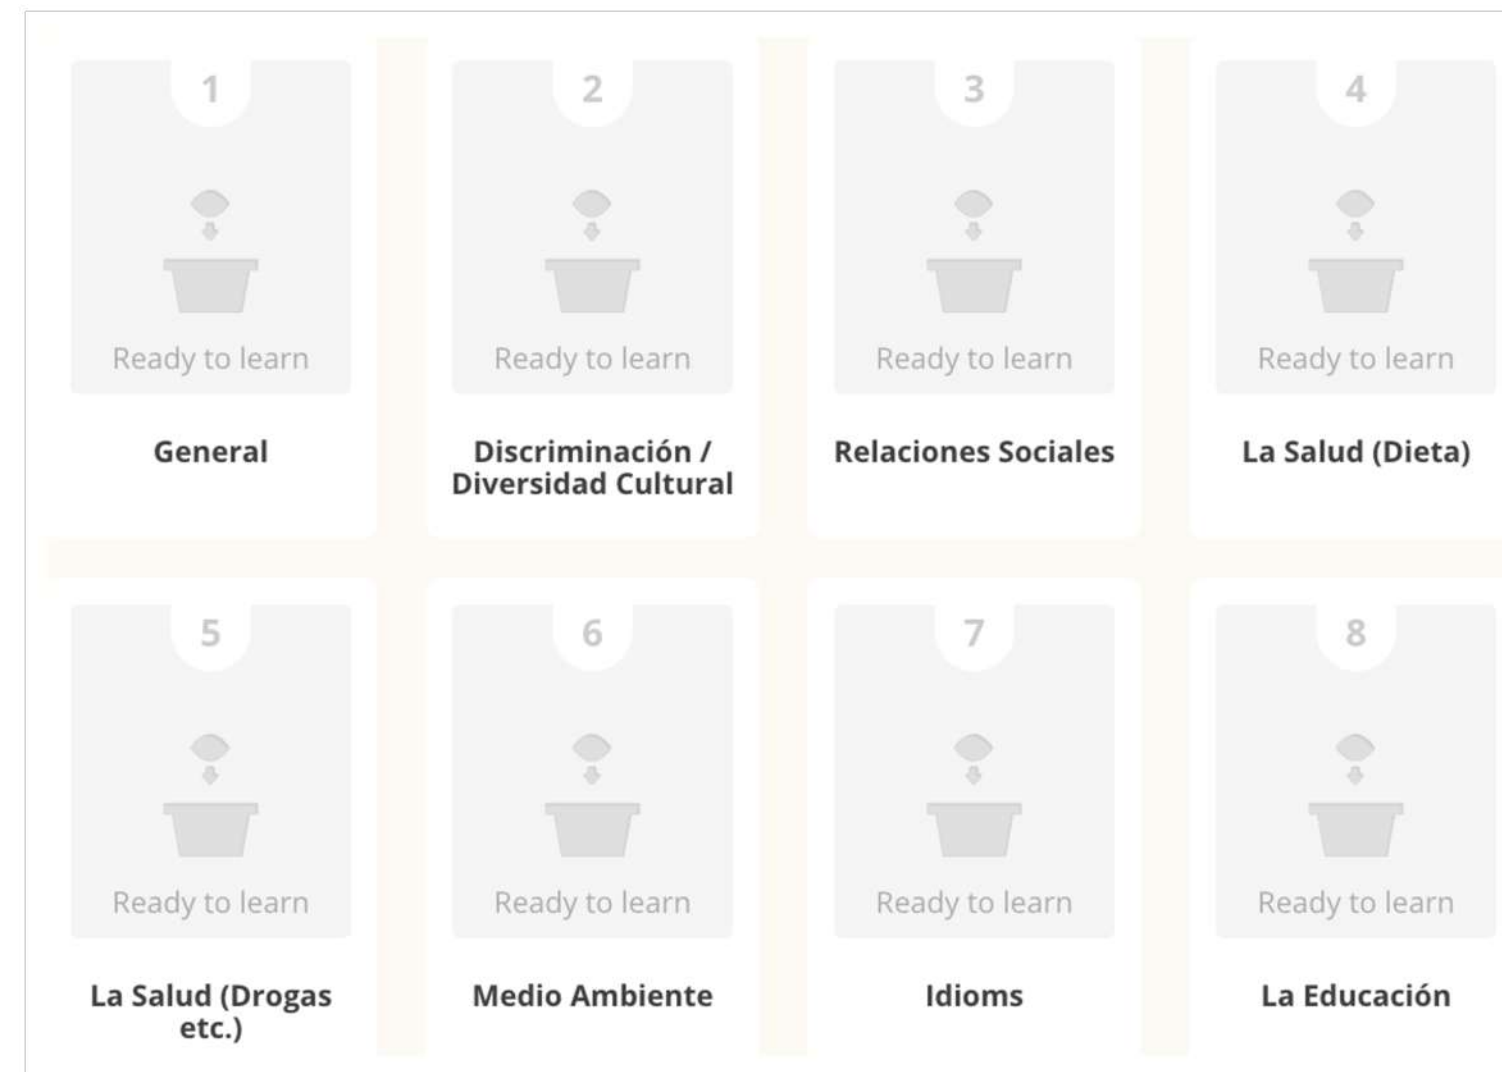 1
2
3
4
Ready to learn
Ready to learn
Ready to learn
Ready to learn
General
Discriminación /
Diversidad Cultural
Relaciones Sociales
La Salud (Dieta)
5
6
7
8
Ready to learn
Ready to learn
Ready to learn
Ready to learn
La Salud (Drogas
etc.)
Medio Ambiente
Idioms
La Educación